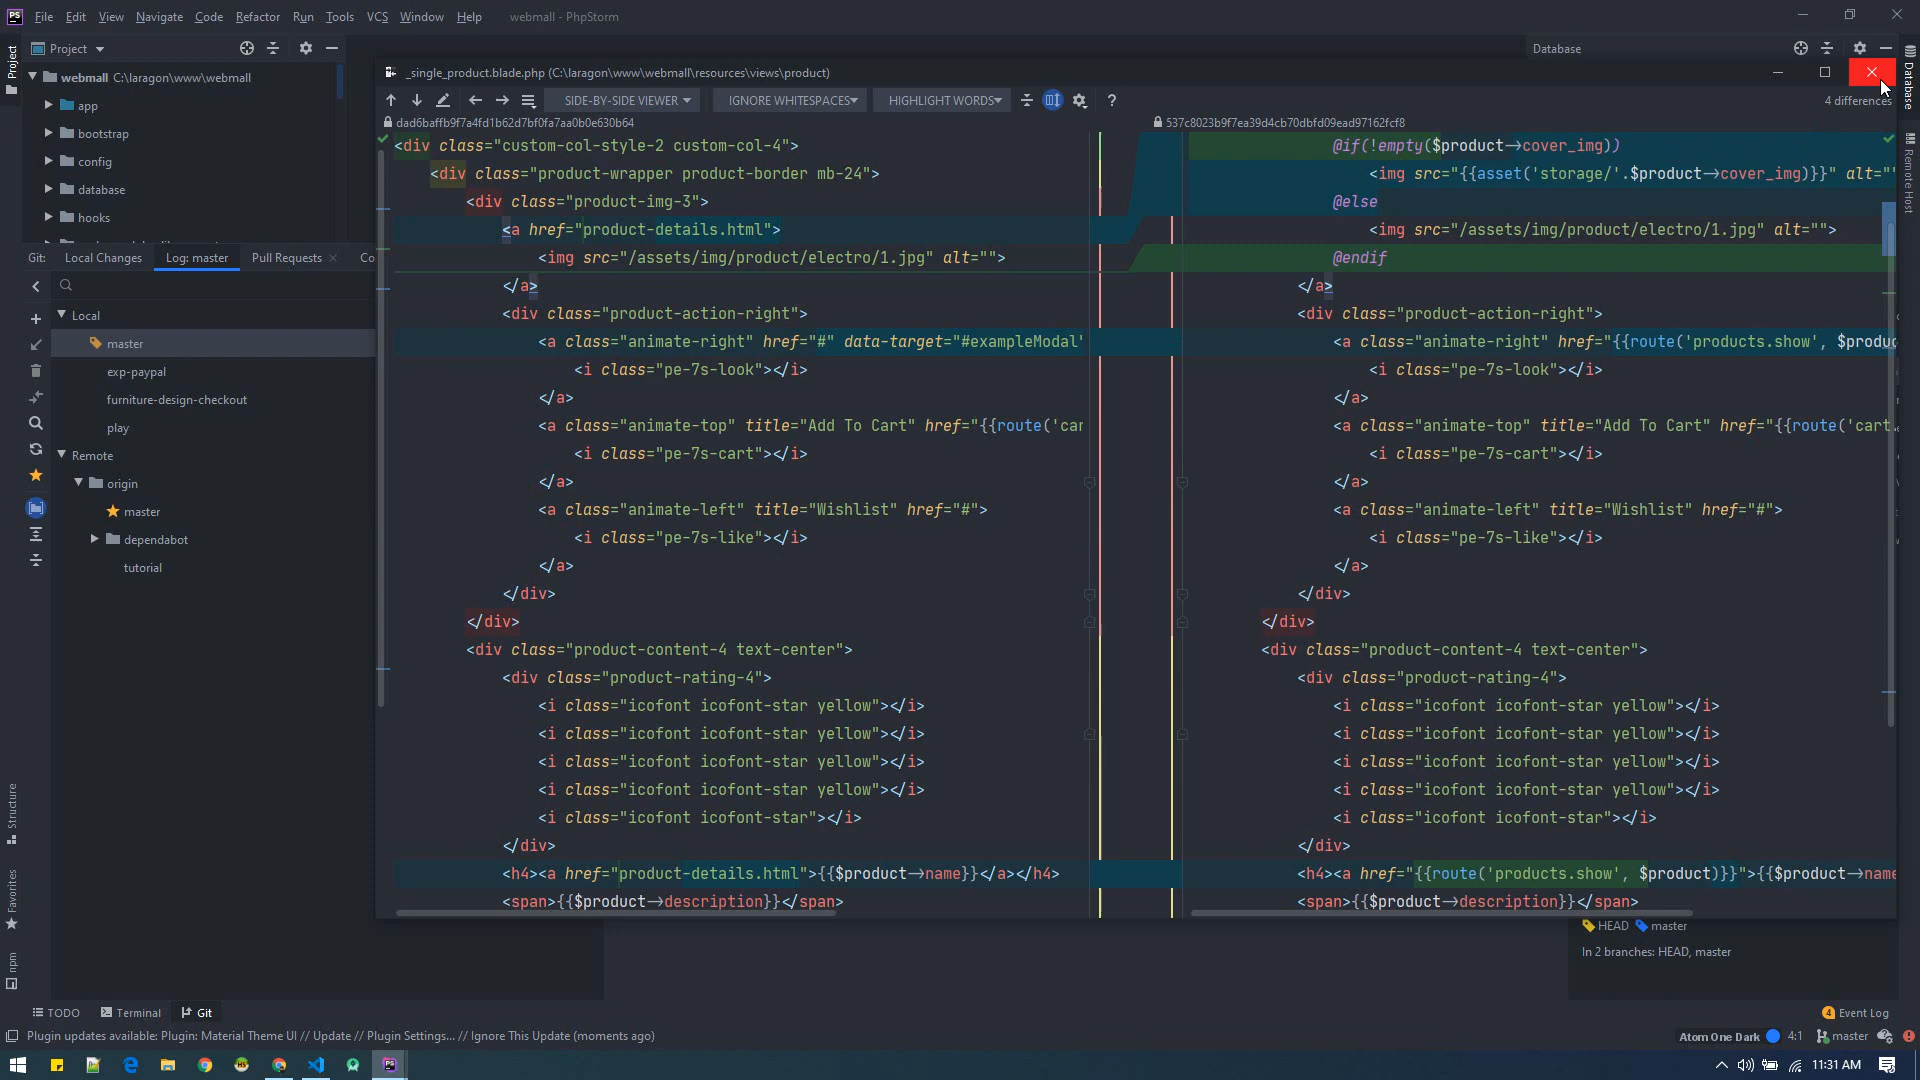 PS File Edit View Navigate Code Refactor Run Tools VCS Window Help webmall - PhpStorm
Project
Database
webmall C:\laragon\www\webmall
app
bootstrap
config
database
hooks
Git: Local Changes Log: master Pull Requests × Co
Local
master
exp-paypal
furniture-design-checkout
play
Remote
origin
master
dependabot
tutorial
_single_product.blade.php (C:\laragon\www\webmall\resources\views\product)
SIDE-BY-SIDE VIEWER IGNORE WHITESPACES HIGHLIGHT WORDS ? 4 differences
dad6baffb9f7a4fd1b62d7bf0fa7aa0b0e630b64
<div class="custom-col-style-2 custom-col-4">
<div class="product-wrapper product-border mb-24">
<div class="product-img-3">
<a href="product-details.html">
<img src="/assets/img/product/electro/1.jpg" alt="">
</a>
<div class="product-action-right">
<a class="animate-right" href="#" data-target="#exampleModal"
<i class="pe-7s-look"></i>
</a>
<a class="animate-top" title="Add To Cart" href="{{route('car
<i class="pe-7s-cart"></i>
</a>
<a class="animate-left" title="Wishlist" href="#">
<i class="pe-7s-like"></i>
</a>
</div>
</div>
<div class="product-content-4 text-center">
<div class="product-rating-4">
<i class="icofont icofont-star yellow"></i>
<i class="icofont icofont-star yellow"></i>
<i class="icofont icofont-star yellow"></i>
<i class="icofont icofont-star yellow"></i>
<i class="icofont icofont-star"></i>
</div>
<h4><a href="product-details.html">{{$product->name}}</a></h4>
<span>{{$product->description}}</span>
537c8023b9f7ea39d4cb70dbfd09ead97162fcf8
@if(!empty($product->cover_img))
<img src="{{asset('storage/'.$product->cover_img)}}" alt="
@else
<img src="/assets/img/product/electro/1.jpg" alt="">
@endif
</a>
<div class="product-action-right">
<a class="animate-right" href="{{route('products.show', $produc
<i class="pe-7s-look"></i>
</a>
<a class="animate-top" title="Add To Cart" href="{{route('cart.
<i class="pe-7s-cart"></i>
</a>
<a class="animate-left" title="Wishlist" href="#">
<i class="pe-7s-like"></i>
</a>
</div>
</div>
<div class="product-content-4 text-center">
<div class="product-rating-4">
<i class="icofont icofont-star yellow"></i>
<i class="icofont icofont-star yellow"></i>
<i class="icofont icofont-star yellow"></i>
<i class="icofont icofont-star yellow"></i>
<i class="icofont icofont-star"></i>
</div>
<h4><a href="{{route('products.show', $product)}}">{{$product->name
<span>{{$product->description}}</span>
HEAD master
In 2 branches: HEAD, master
Project
Structure
Favorites
npm
Database
Remote Host
TODO Terminal Git 4 Event Log
Plugin updates available: Plugin: Material Theme UI // Update // Plugin Settings... // Ignore This Update (moments ago) Atom One Dark 4:1 master
PS 11:31 AM